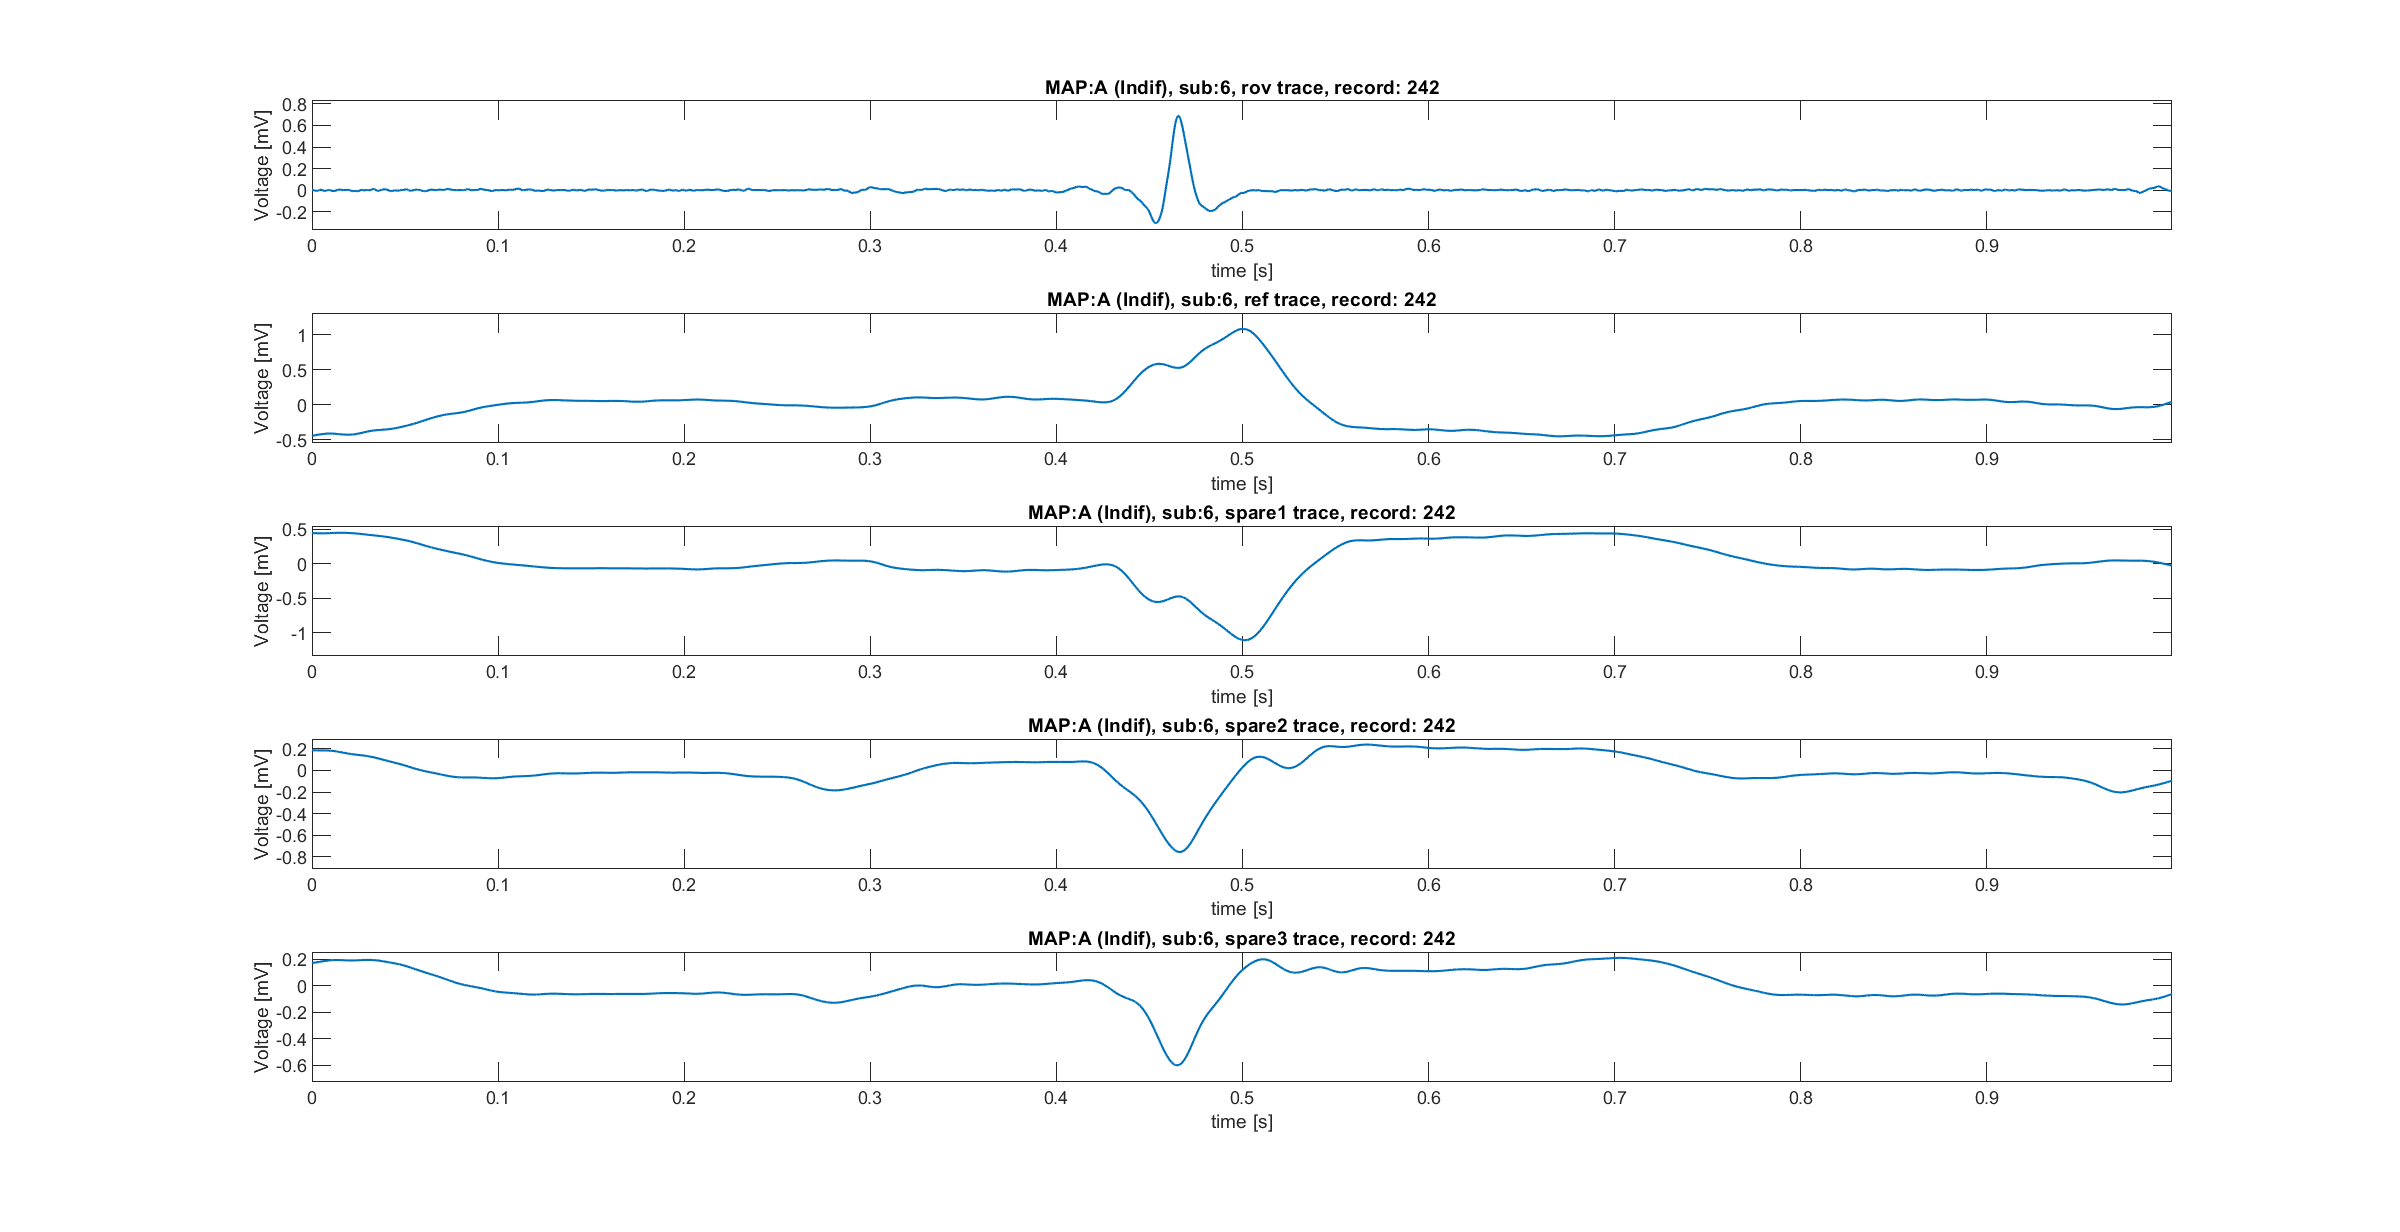 MAP:A (Indif), sub:6, rov trace, record: 242
Voltage [mV]
0.8
0.6
0.4
0.2
0
-0.2
0 0.1 0.2 0.3 0.4 0.5 0.6 0.7 0.8 0.9
time [s]
MAP:A (Indif), sub:6, ref trace, record: 242
Voltage [mV]
1
0.5
0
-0.5
0 0.1 0.2 0.3 0.4 0.5 0.6 0.7 0.8 0.9
time [s]
MAP:A (Indif), sub:6, spare1 trace, record: 242
Voltage [mV]
0.5
0
-0.5
-1
0 0.1 0.2 0.3 0.4 0.5 0.6 0.7 0.8 0.9
time [s]
MAP:A (Indif), sub:6, spare2 trace, record: 242
Voltage [mV]
0.2
0
-0.2
-0.4
-0.6
-0.8
0 0.1 0.2 0.3 0.4 0.5 0.6 0.7 0.8 0.9
time [s]
MAP:A (Indif), sub:6, spare3 trace, record: 242
Voltage [mV]
0.2
0
-0.2
-0.4
-0.6
0 0.1 0.2 0.3 0.4 0.5 0.6 0.7 0.8 0.9
time [s]